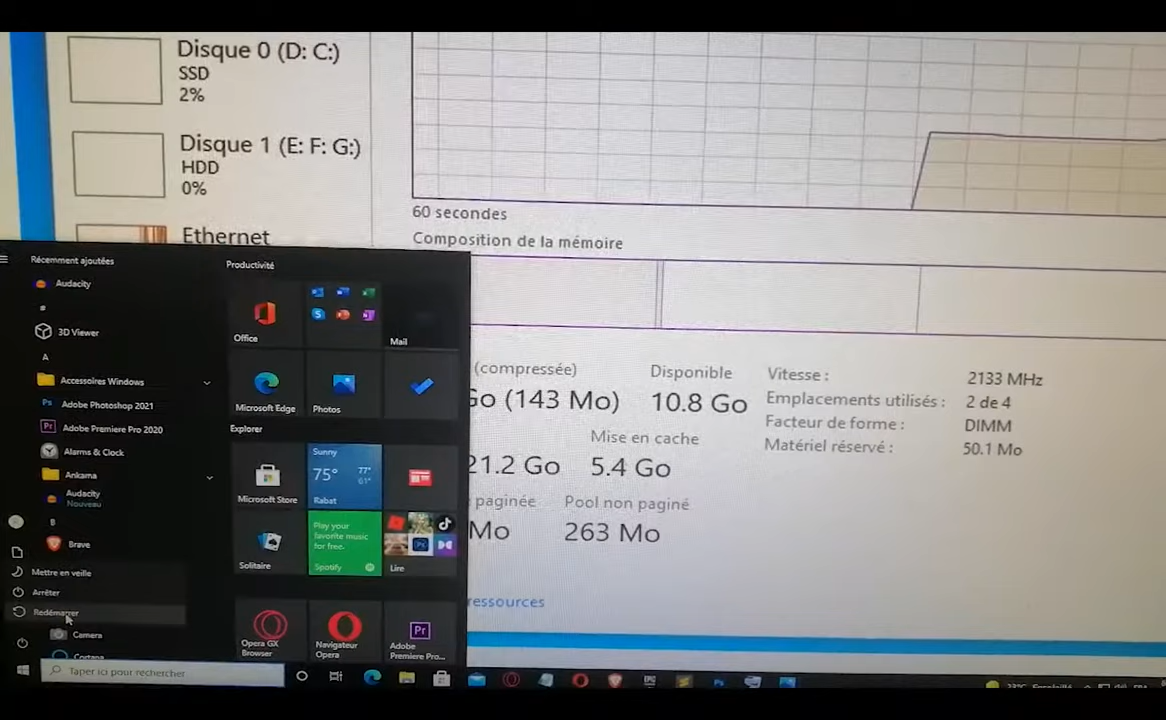 Disque 0 (D: C:)
SSD
2%
Disque 1 (E: F: G:)
HDD
0%
Ethernet
60 secondes
Composition de la mémoire
(compressée)
Go (143 Mo)
Disponible
10.8 Go
Mise en cache
21.2 Go
5.4 Go
paginée
Pool non paginé
Mo
263 Mo
Vitesse :
2133 MHz
Emplacements utilisés :
2 de 4
Facteur de forme :
DIMM
Matériel réservé :
50.1 Mo
ressources
Récemment ajoutées
Audacity
#
3D Viewer
A
Accessoires Windows
Adobe Photoshop 2021
Adobe Premiere Pro 2020
Alarms & Clock
Ankama
Audacity
Nouveau
B
Brave
Mettre en veille
Arrêter
Redémarrer
Camera
Cortana
Productivité
Office
Mail
Microsoft Edge
Photos
Explorer
Microsoft Store
Sunny
75°
77°
61°
Rabat
Solitaire
Play your
favorite music
for free.
Spotify
Lire
Opera GX
Browser
Navigateur
Opera
Adobe
Premiere Pro...
Taper ici pour rechercher